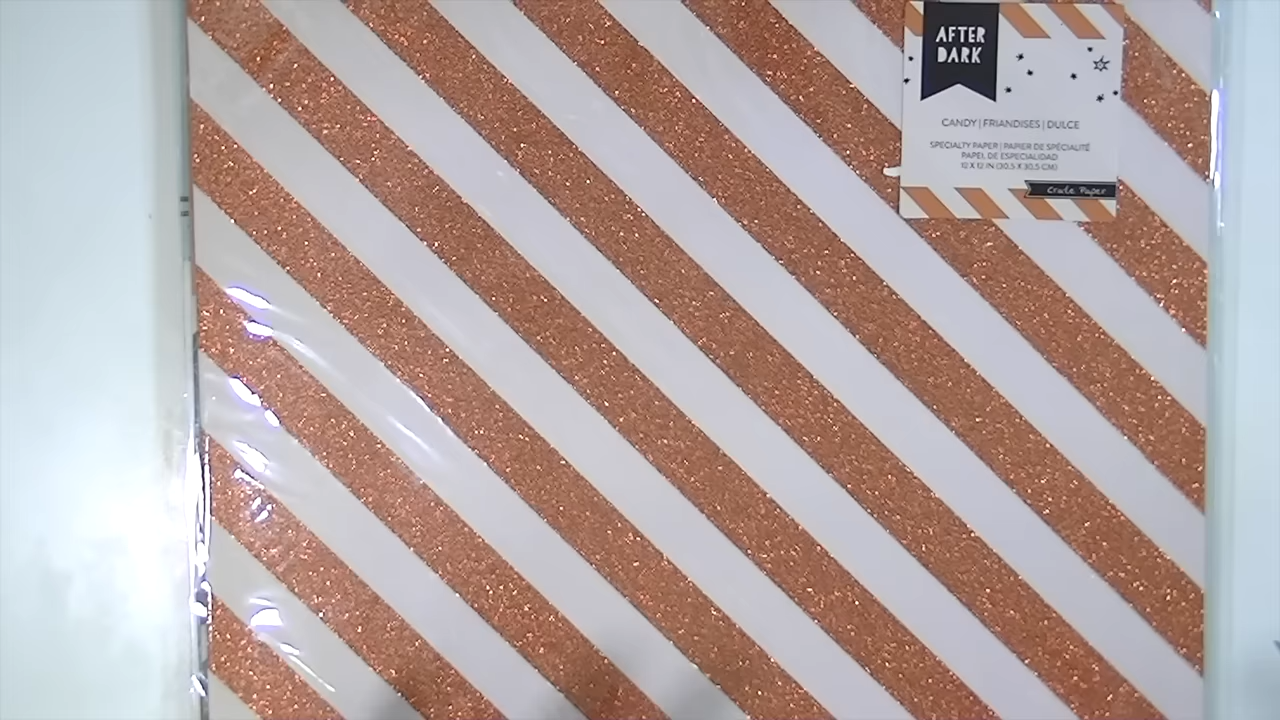 AFTER
DARK
CANDY | FRIANDISES | DULCE
SPECIALTY PAPER | PAPIER DE SPÉCIALITÉ
PAPEL DE ESPECIALIDAD
12 X 12 IN (30.5 X 30.5 CM)
Crate Paper